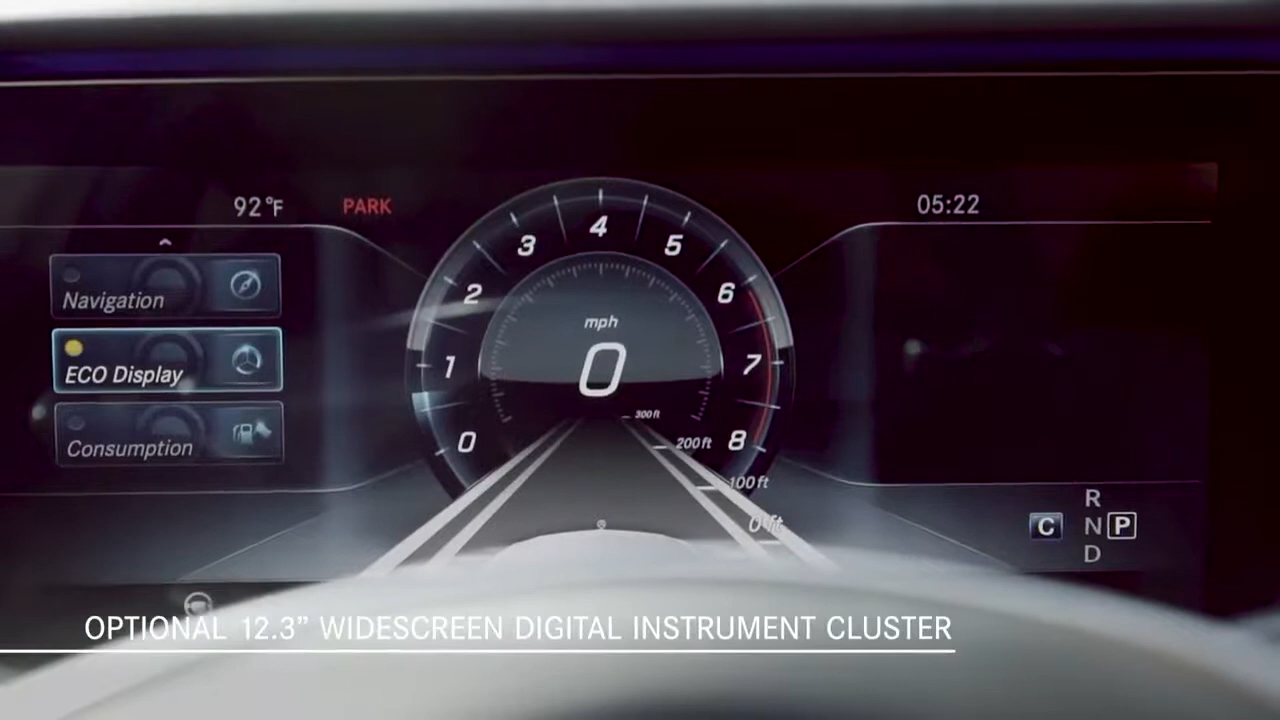 92°F PARK 05:22
Navigation
ECO Display
Consumption
0 1 2 3 4 5 6 7 8
mph
0
300 ft
200 ft
100 ft
0 ft
R
C N P
D
OPTIONAL 12.3” WIDESCREEN DIGITAL INSTRUMENT CLUSTER